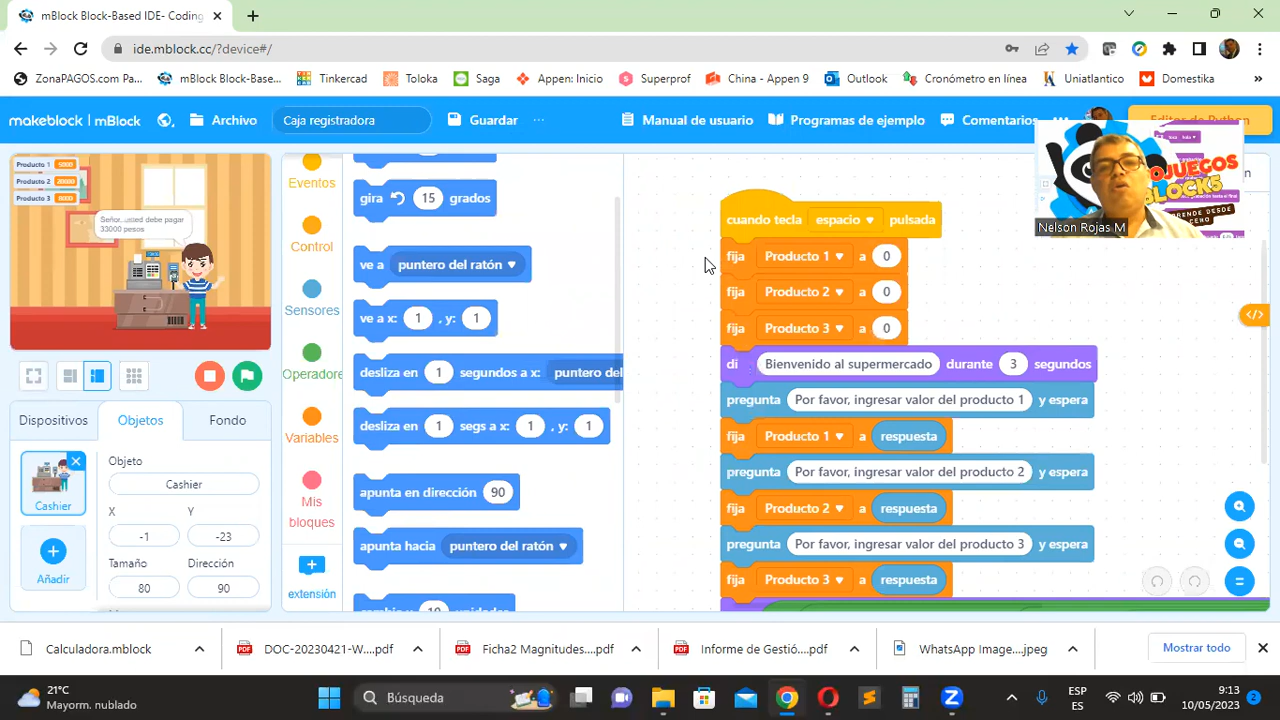 mBlock Block-Based IDE- Coding
ide.mblock.cc/?device#/
ZonaPAGOS.com Pa...
mBlock Block-Base...
Tinkercad
Toloka
Saga
Appen: Inicio
Superprof
China - Appen 9
Outlook
Cronómetro en línea
Uniatlantico
Domestika
»
makeblock | mBlock
Archivo
Caja registradora
Guardar
Manual de usuario
Programas de ejemplo
Comentarios
Editor de Python
Producto 1 5000
Producto 2 20000
Producto 3 8000
Señor, usted debe pagar
33000 pesos
Eventos
Control
Sensores
Operadore
Variables
Mis
bloques
extensión
gira 15 grados
ve a puntero del ratón
ve a x: 1 , y: 1
desliza en 1 segundos a x: puntero del
desliza en 1 segs a x: 1 , y: 1
apunta en dirección 90
apunta hacia puntero del ratón
cuando tecla espacio pulsada
fija Producto 1 a 0
fija Producto 2 a 0
fija Producto 3 a 0
di Bienvenido al supermercado durante 3 segundos
pregunta Por favor, ingresar valor del producto 1 y espera
fija Producto 1 a respuesta
pregunta Por favor, ingresar valor del producto 2 y espera
fija Producto 2 a respuesta
pregunta Por favor, ingresar valor del producto 3 y espera
fija Producto 3 a respuesta
Nelson Rojas M
Dispositivos
Objetos
Fondo
Cashier
Añadir
Objeto
Cashier
X
Y
-1
-23
Tamaño
Dirección
80
90
Calculadora.mblock
DOC-20230421-W....pdf
Ficha2 Magnitudes...pdf
Informe de Gestió....pdf
WhatsApp Image....jpeg
Mostrar todo
21°C
Mayorm. nublado
Búsqueda
ESP
ES
9:13
10/05/2023
2